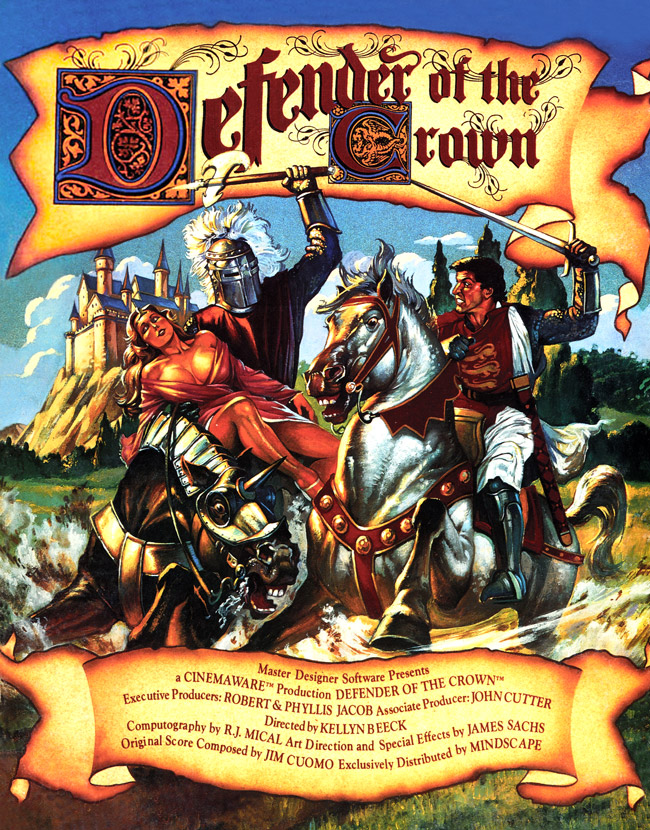 Defender of the
Crown
Master Designer Software Presents
a CINEMAWARE™ Production DEFENDER OF THE CROWN™
Executive Producers: ROBERT & PHYLLIS JACOB Associate Producer: JOHN CUTTER
Directed by KELLYN BEECK
Computography by R.J. MICAL Art Direction and Special Effects by JAMES SACHS
Original Score Composed by JIM CUOMO Exclusively Distributed by MINDSCAPE